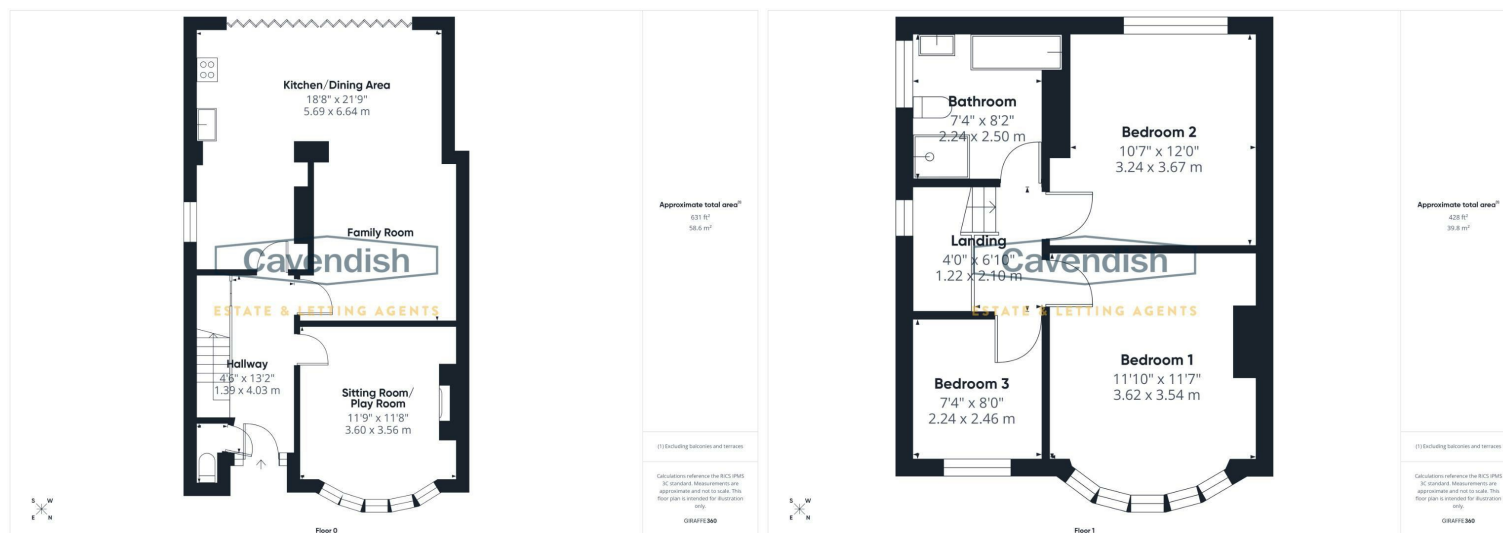 Kitchen/Dining Area
18'8" x 21'9"
5.69 x 6.64 m
Family Room
Cavendish
ESTATE & LETTING AGENTS
Hallway
4'6" x 13'2"
1.39 x 4.03 m
Sitting Room/
Play Room
11'9" x 11'8"
3.60 x 3.56 m
S W
E N
Floor 0
Approximate total area⁽¹⁾
631 ft²
58.6 m²
(1) Excluding balconies and terraces
Calculations reference the RICS IPMS
3C standard. Measurements are
approximate and not to scale. This
floor plan is intended for illustration
only.
GIRAFFE360
Bathroom
7'4" x 8'2"
2.24 x 2.50 m
Bedroom 2
10'7" x 12'0"
3.24 x 3.67 m
Landing
4'0" x 6'10"
1.22 x 2.10 m
Cavendish
ESTATE & LETTING AGENTS
Bedroom 1
11'10" x 11'7"
3.62 x 3.54 m
Bedroom 3
7'4" x 8'0"
2.24 x 2.46 m
S W
E N
Floor 1
Approximate total area⁽¹⁾
428 ft²
39.8 m²
(1) Excluding balconies and terraces
Calculations reference the RICS IPMS
3C standard. Measurements are
approximate and not to scale. This
floor plan is intended for illustration
only.
GIRAFFE360